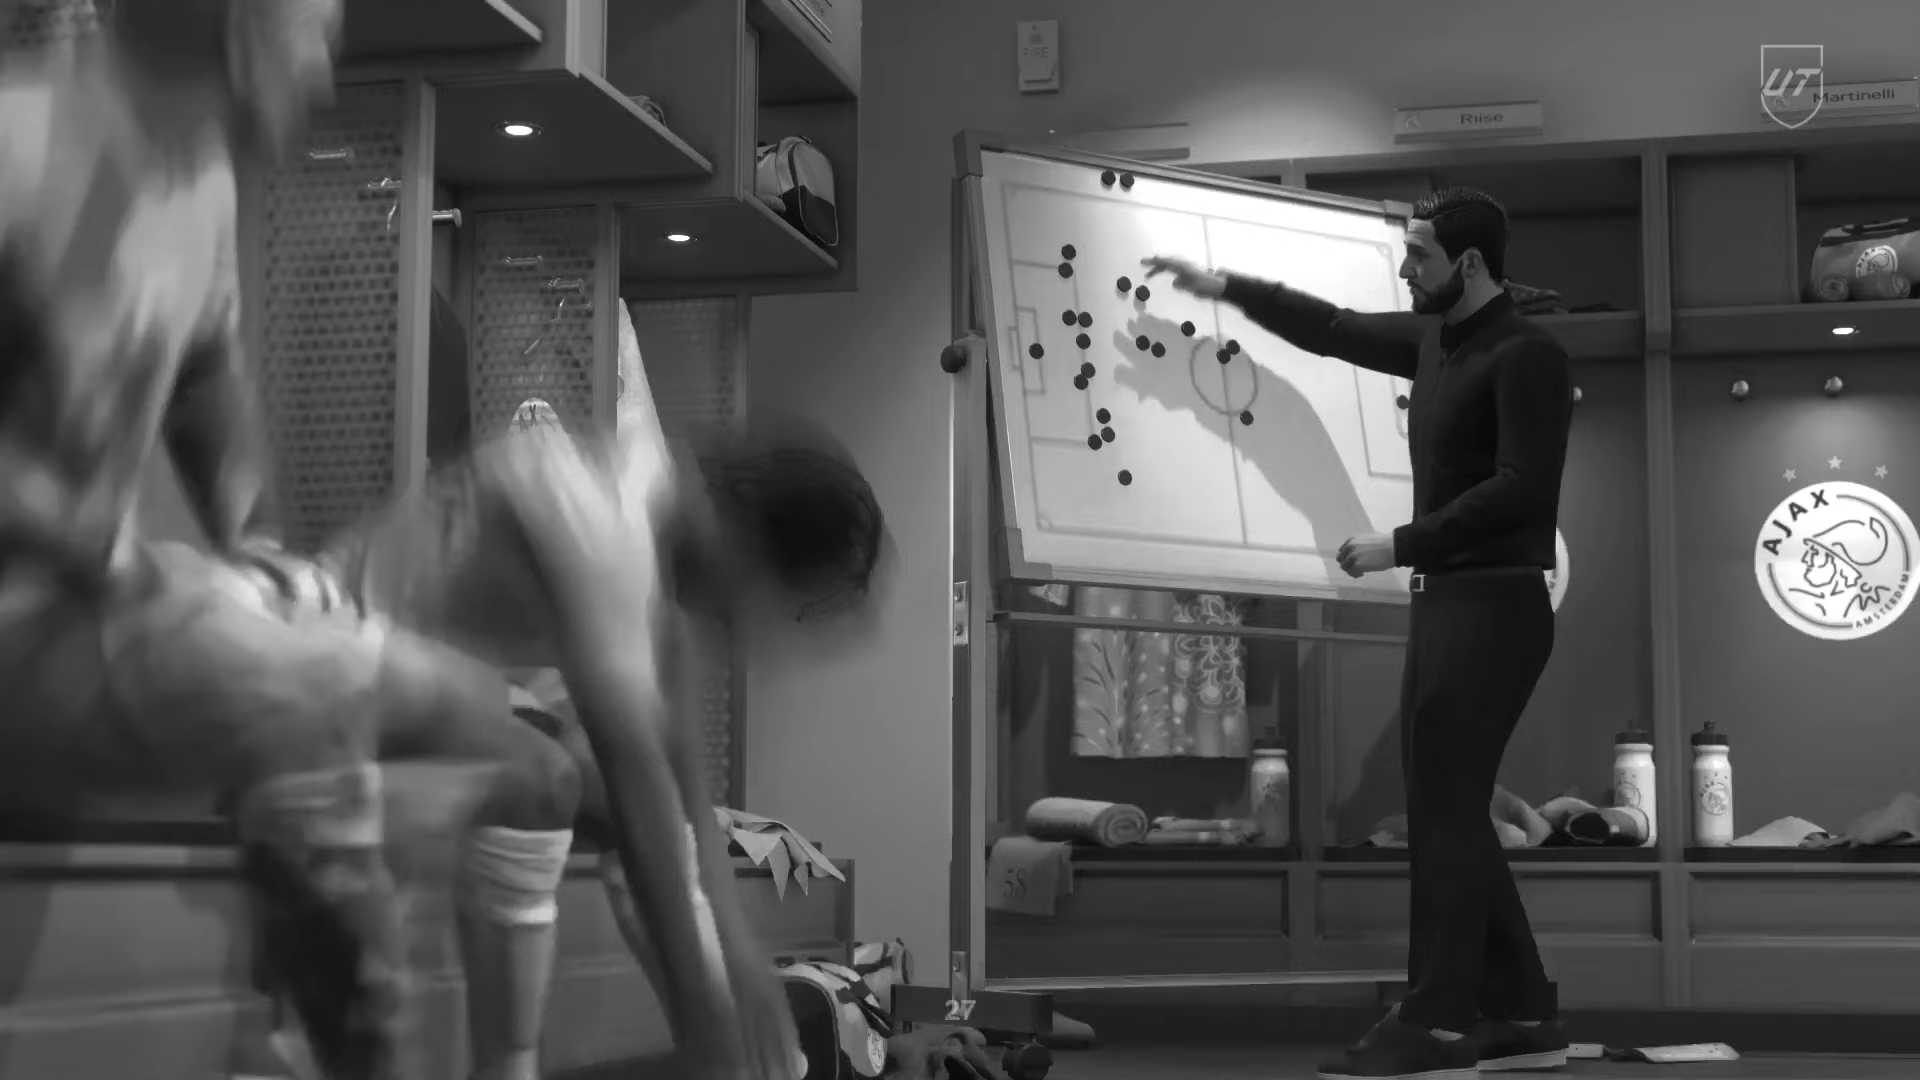 FIRE
UT
Riise
Martinelli
AJAX
AMSTERDAM
58
27